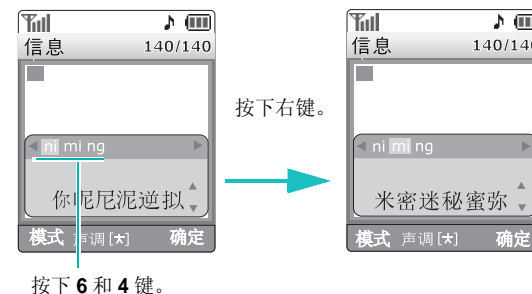 信息 140/140
ni mi ng
你呢尼泥逆拟
模式 声调[*] 确定
按下 6 和 4 键。
按下右键。
信息 140/140
ni mi ng
米密迷秘蜜弥
模式 声调[*] 确定